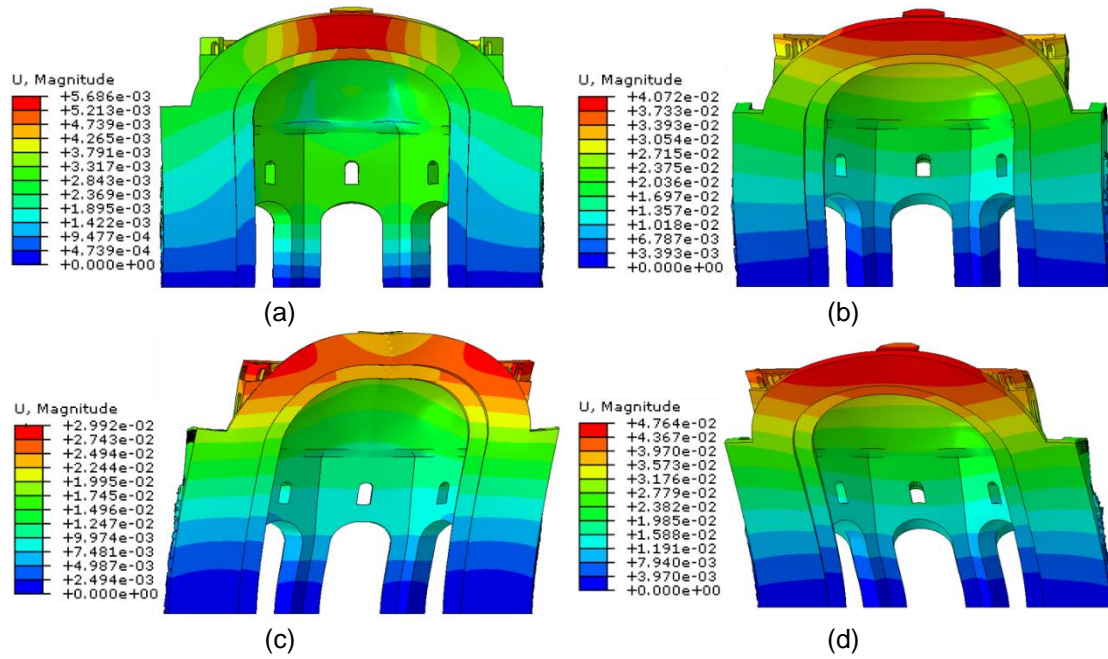 U, Magnitude
+5.686e-03
+5.213e-03
+4.739e-03
+4.265e-03
+3.791e-03
+3.317e-03
+2.843e-03
+2.369e-03
+1.895e-03
+1.422e-03
+9.477e-04
+4.739e-04
+0.000e+00
(a)
U, Magnitude
+4.072e-02
+3.733e-02
+3.393e-02
+3.054e-02
+2.715e-02
+2.375e-02
+2.036e-02
+1.697e-02
+1.357e-02
+1.018e-02
+6.787e-03
+3.393e-03
+0.000e+00
(b)
U, Magnitude
+2.992e-02
+2.743e-02
+2.494e-02
+2.244e-02
+1.995e-02
+1.745e-02
+1.496e-02
+1.247e-02
+9.974e-03
+7.481e-03
+4.987e-03
+2.494e-03
+0.000e+00
(c)
U, Magnitude
+4.764e-02
+4.367e-02
+3.970e-02
+3.573e-02
+3.176e-02
+2.779e-02
+2.382e-02
+1.985e-02
+1.588e-02
+1.191e-02
+7.940e-03
+3.970e-03
+0.000e+00
(d)